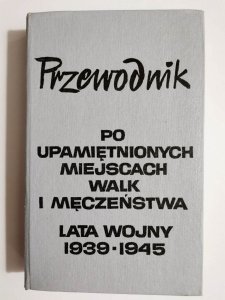 Przewodnik
PO
UPAMIĘTNIONYCH
MIEJSCACH
WALK
I MĘCZEŃSTWA
LATA WOJNY
1939·1945